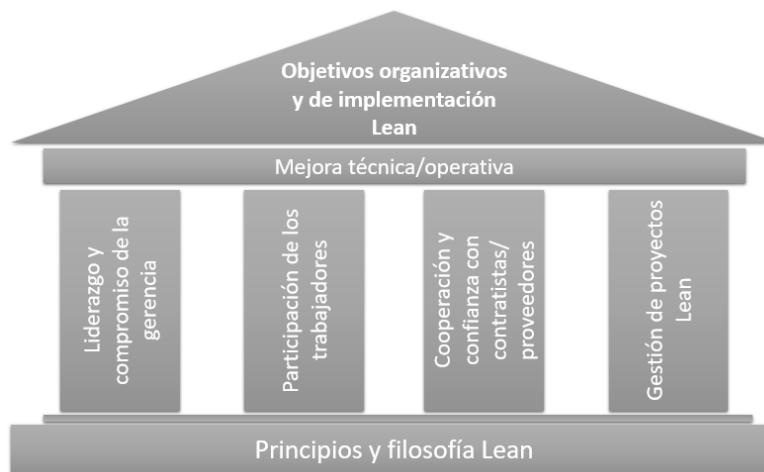 Objetivos organizativos
y de implementación
Lean
Mejora técnica/operativa
Liderazgo y
compromiso de la
gerencia
Participación de los
trabajadores
Cooperación y
confianza con
contratistas/
proveedores
Gestión de proyectos
Lean
Principios y filosofía Lean